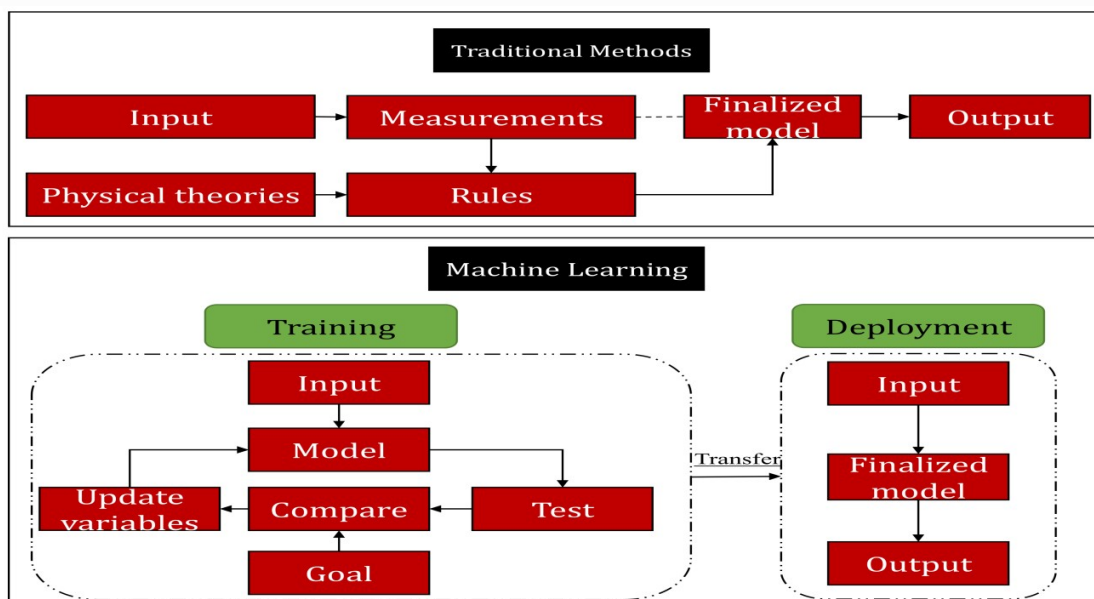 Traditional Methods
Input
Measurements
Finalized
model
Output
Physical theories
Rules
Machine Learning
Training
Deployment
Input
Model
Update
variables
Compare
Test
Goal
Transfer
Input
Finalized
model
Output